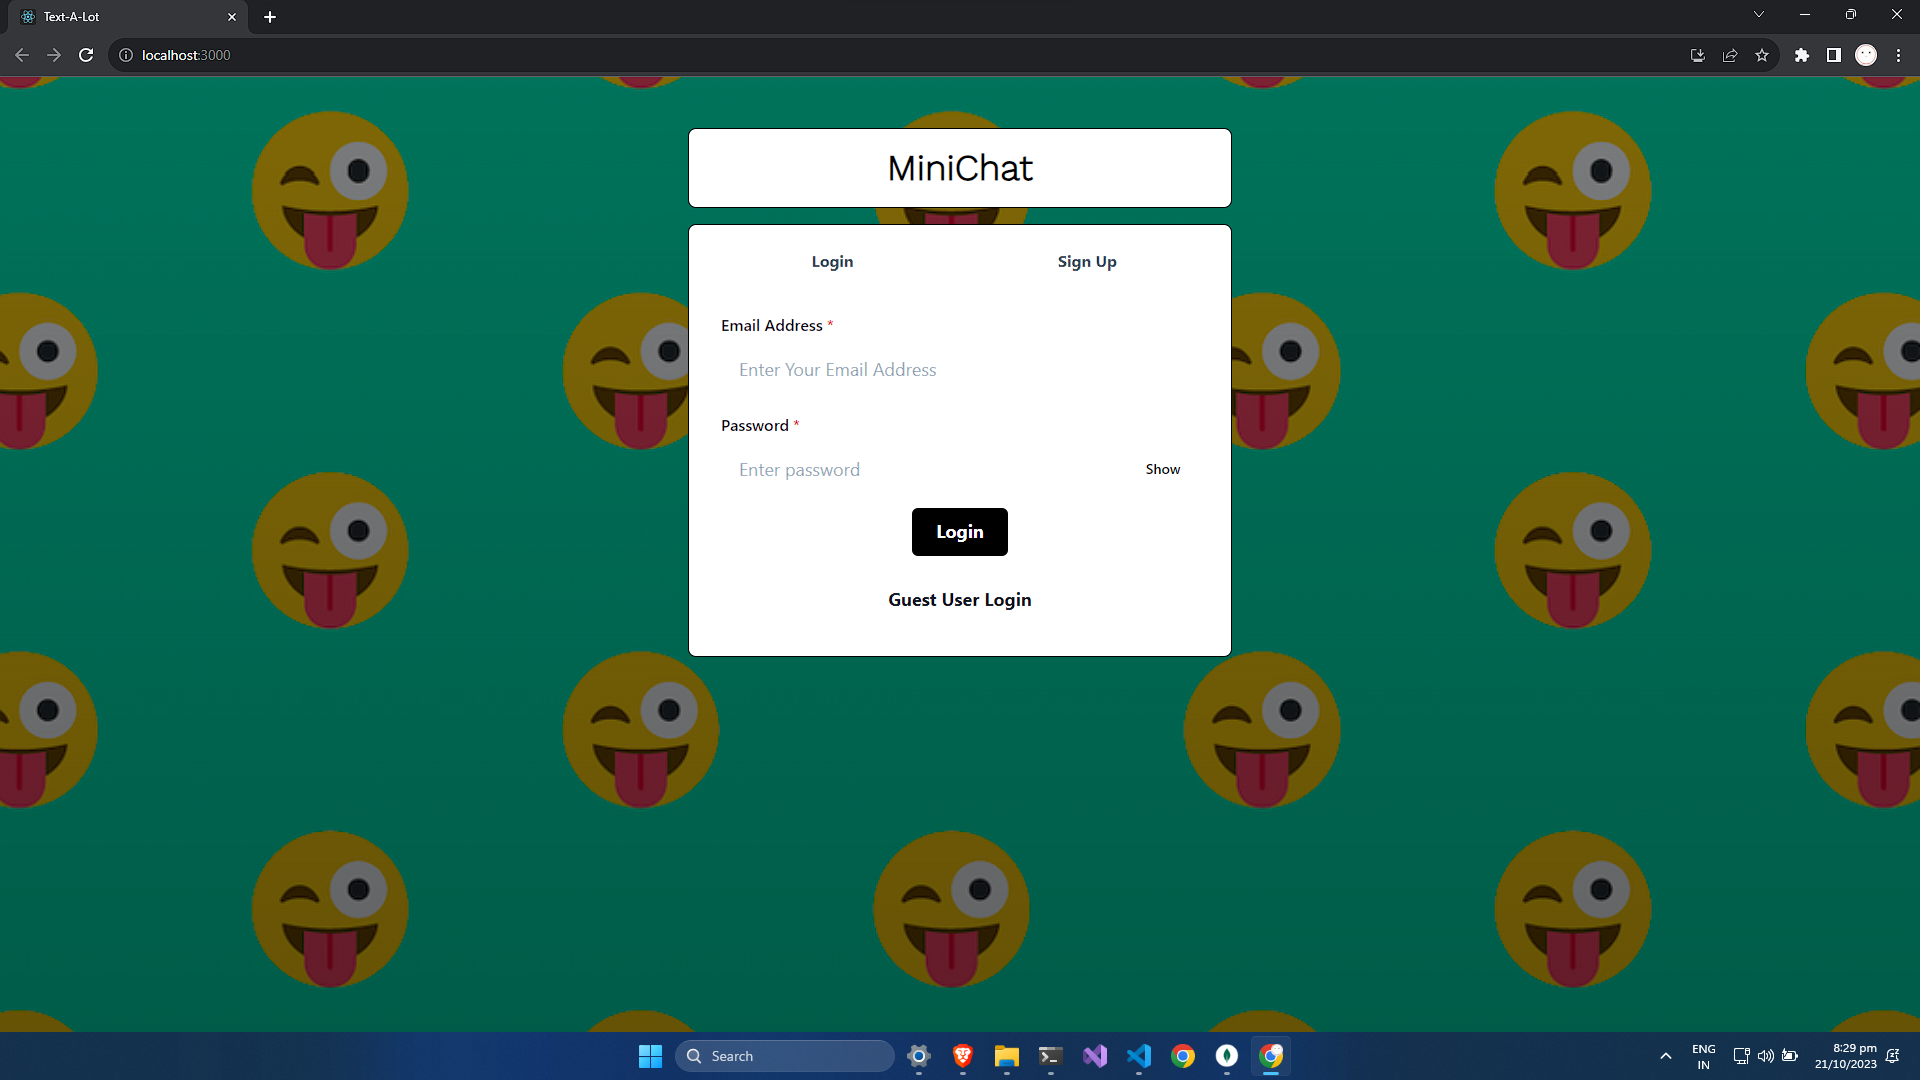 Text-A-Lot
localhost:3000
MiniChat
Login Sign Up
Email Address *
Enter Your Email Address
Password *
Enter password Show
Login
Guest User Login
Search
ENG
IN
8:29 pm
21/10/2023